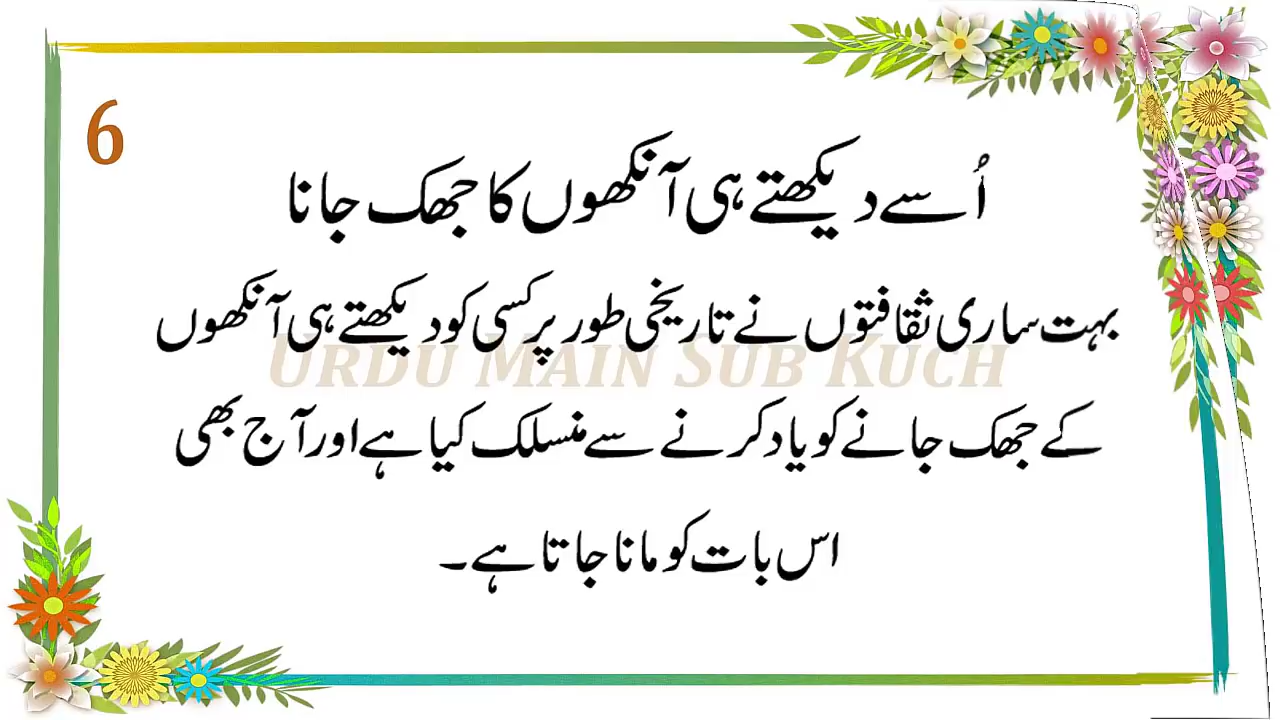 6
اُسے دیکھتے ہی آنکھوں کا جھک جانا
بہت ساری ثقافتوں نے تاریخی طور پر کسی کو دیکھتے ہی آنکھوں
URDU MAIN SUB KUCH
کے جھک جانے کو یاد کرنے سے منسلک کیا ہے اور آج بھی
اس بات کو مانا جاتا ہے۔